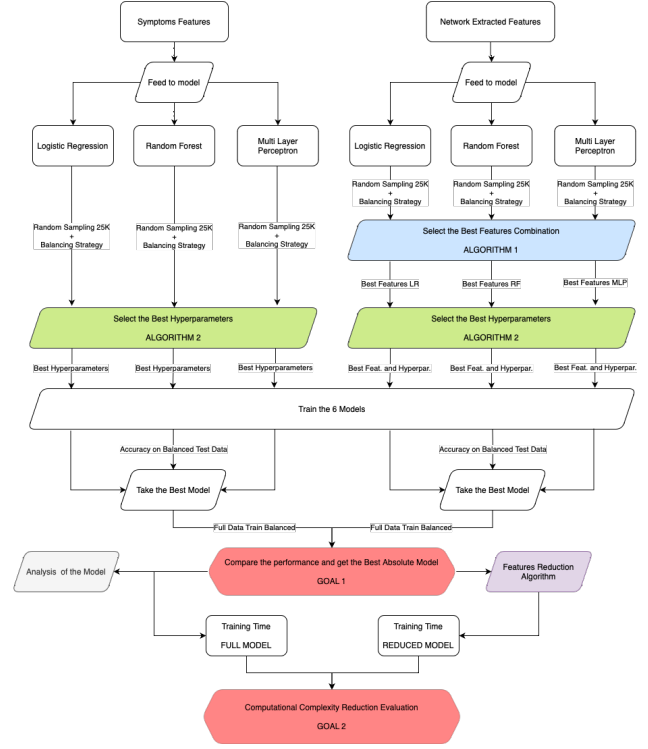 Symptoms Features
Network Extracted Features
Feed to model
Feed to model
Logistic Regression
Random Forest
Multi Layer
Perceptron
Logistic Regression
Random Forest
Multi Layer
Perceptron
Random Sampling 25K
+
Balancing Strategy
Random Sampling 25K
+
Balancing Strategy
Random Sampling 25K
+
Balancing Strategy
Random Sampling 25K
+
Balancing Strategy
Random Sampling 25K
+
Balancing Strategy
Random Sampling 25K
+
Balancing Strategy
Select the Best Features Combination
ALGORITHM 1
Best Features LR
Best Features RF
Best Features MLP
Select the Best Hyperparameters
ALGORITHM 2
Select the Best Hyperparameters
ALGORITHM 2
Best Hyperparameters
Best Hyperparameters
Best Hyperparameters
Best Feat. and Hyperpar.
Best Feat. and Hyperpar.
Best Feat. and Hyperpar.
Train the 6 Models
Accuracy on Balanced Test Data
Accuracy on Balanced Test Data
Take the Best Model
Take the Best Model
Full Data Train Balanced
Full Data Train Balanced
Analysis of the Model
Compare the performance and get the Best Absolute Model
GOAL 1
Features Reduction
Algorithm
Training Time
FULL MODEL
Training Time
REDUCED MODEL
Computational Complexity Reduction Evaluation
GOAL 2